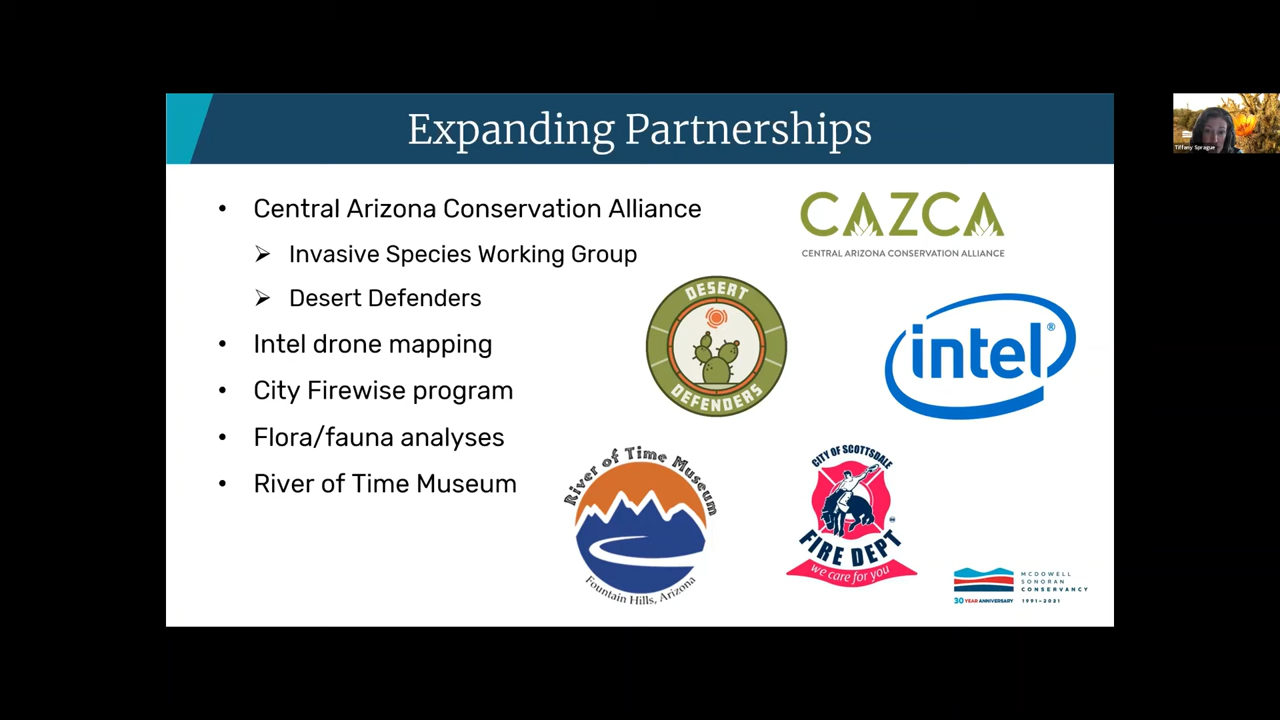 Expanding Partnerships
• Central Arizona Conservation Alliance
➢ Invasive Species Working Group
➢ Desert Defenders
• Intel drone mapping
• City Firewise program
• Flora/fauna analyses
• River of Time Museum
CAZCA
CENTRAL ARIZONA CONSERVATION ALLIANCE
DESERT
DEFENDERS
intel®
River of Time Museum
Fountain Hills, Arizona
CITY OF SCOTTSDALE
FIRE DEPT
we care for you
MCDOWELL
SONORAN
CONSERVANCY
30 YEAR ANNIVERSARY 1991-2021
Tiffany Sprague